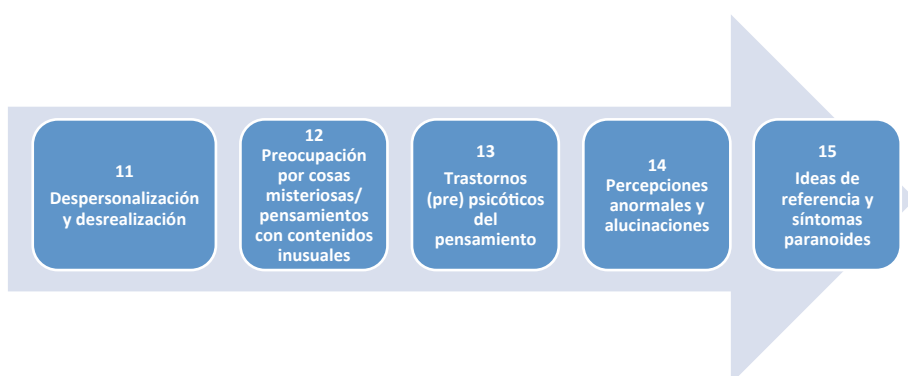 11
Despersonalización
y desrealización
12
Preocupación
por cosas
misteriosas/
pensamientos
con contenidos
inusuales
13
Trastornos
(pre) psicóticos
del
pensamiento
14
Percepciones
anormales y
alucinaciones
15
Ideas de
referencia y
síntomas
paranoides